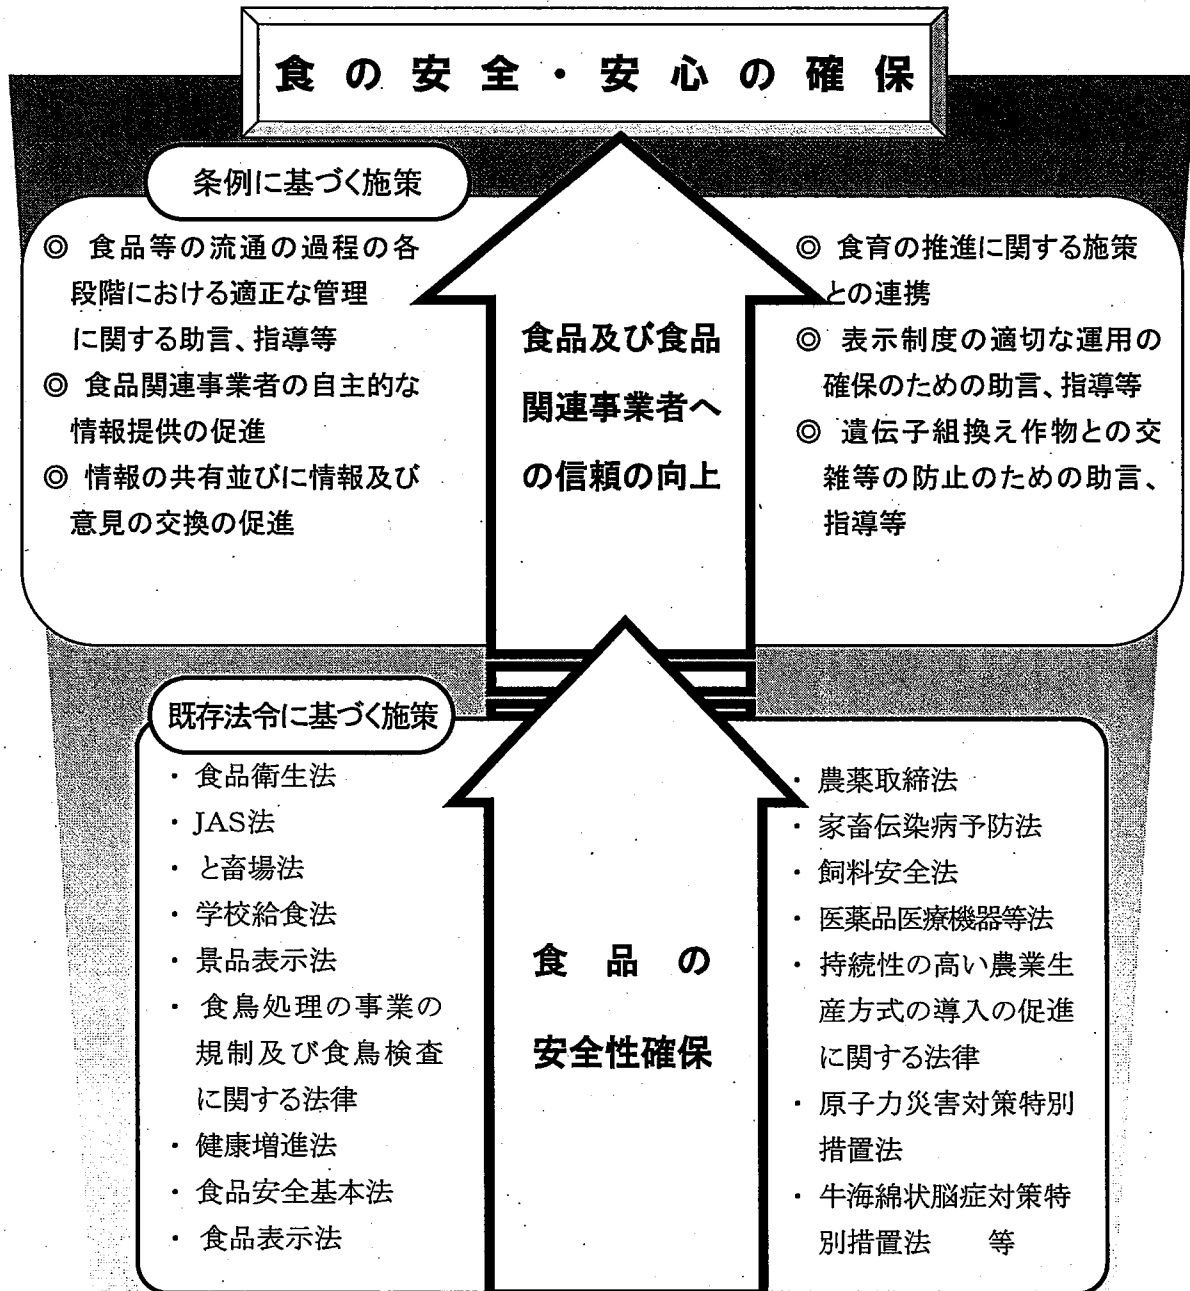 食の安全・安心の確保
条例に基づく施策
◎ 食品等の流通の過程の各
段階における適正な管理
に関する助言、指導等
◎ 食品関連事業者の自主的な
情報提供の促進
◎ 情報の共有並びに情報及び
意見の交換の促進
食品及び食品
関連事業者へ
の信頼の向上
◎ 食育の推進に関する施策
との連携
◎ 表示制度の適切な運用の
確保のための助言、指導等
◎ 遺伝子組換え作物との交
雑等の防止のための助言、
指導等
既存法令に基づく施策
・ 食品衛生法
・ JAS法
・ と畜場法
・ 学校給食法
・ 景品表示法
・ 食鳥処理の事業の
規制及び食鳥検査
に関する法律
・ 健康増進法
・ 食品安全基本法
・ 食品表示法
食品の
安全性確保
・ 農薬取締法
・ 家畜伝染病予防法
・ 飼料安全法
・ 医薬品医療機器等法
・ 持続性の高い農業生
産方式の導入の促進
に関する法律
・ 原子力災害対策特別
措置法
・ 牛海綿状脳症対策特
別措置法　等